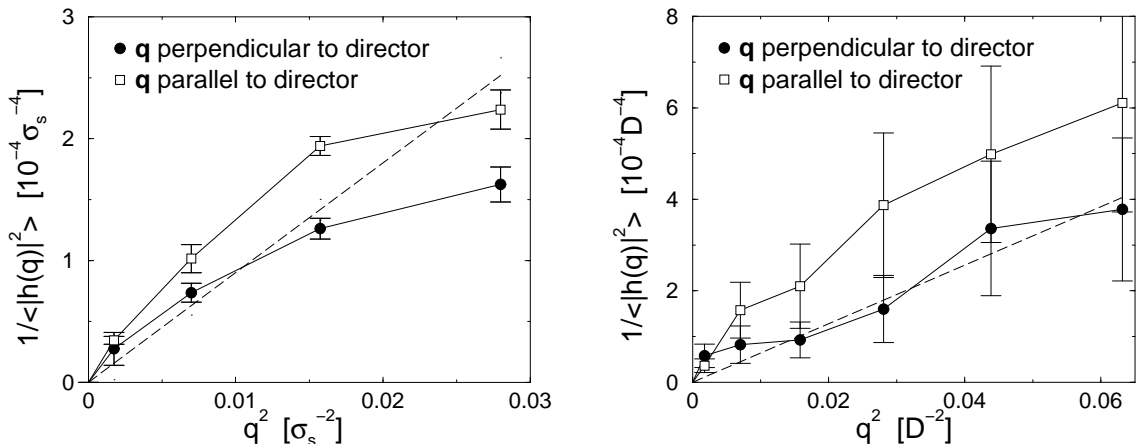 3
2
1
0
1/<|h(q)|²> [10⁻⁴σₛ⁻⁴]
q perpendicular to director
q parallel to director
0 0.01 0.02 0.03
q² [σₛ⁻²]
8
6
4
2
0
1/<|h(q)|²> [10⁻⁴D⁻⁴]
q perpendicular to director
q parallel to director
0 0.02 0.04 0.06
q² [D⁻²]